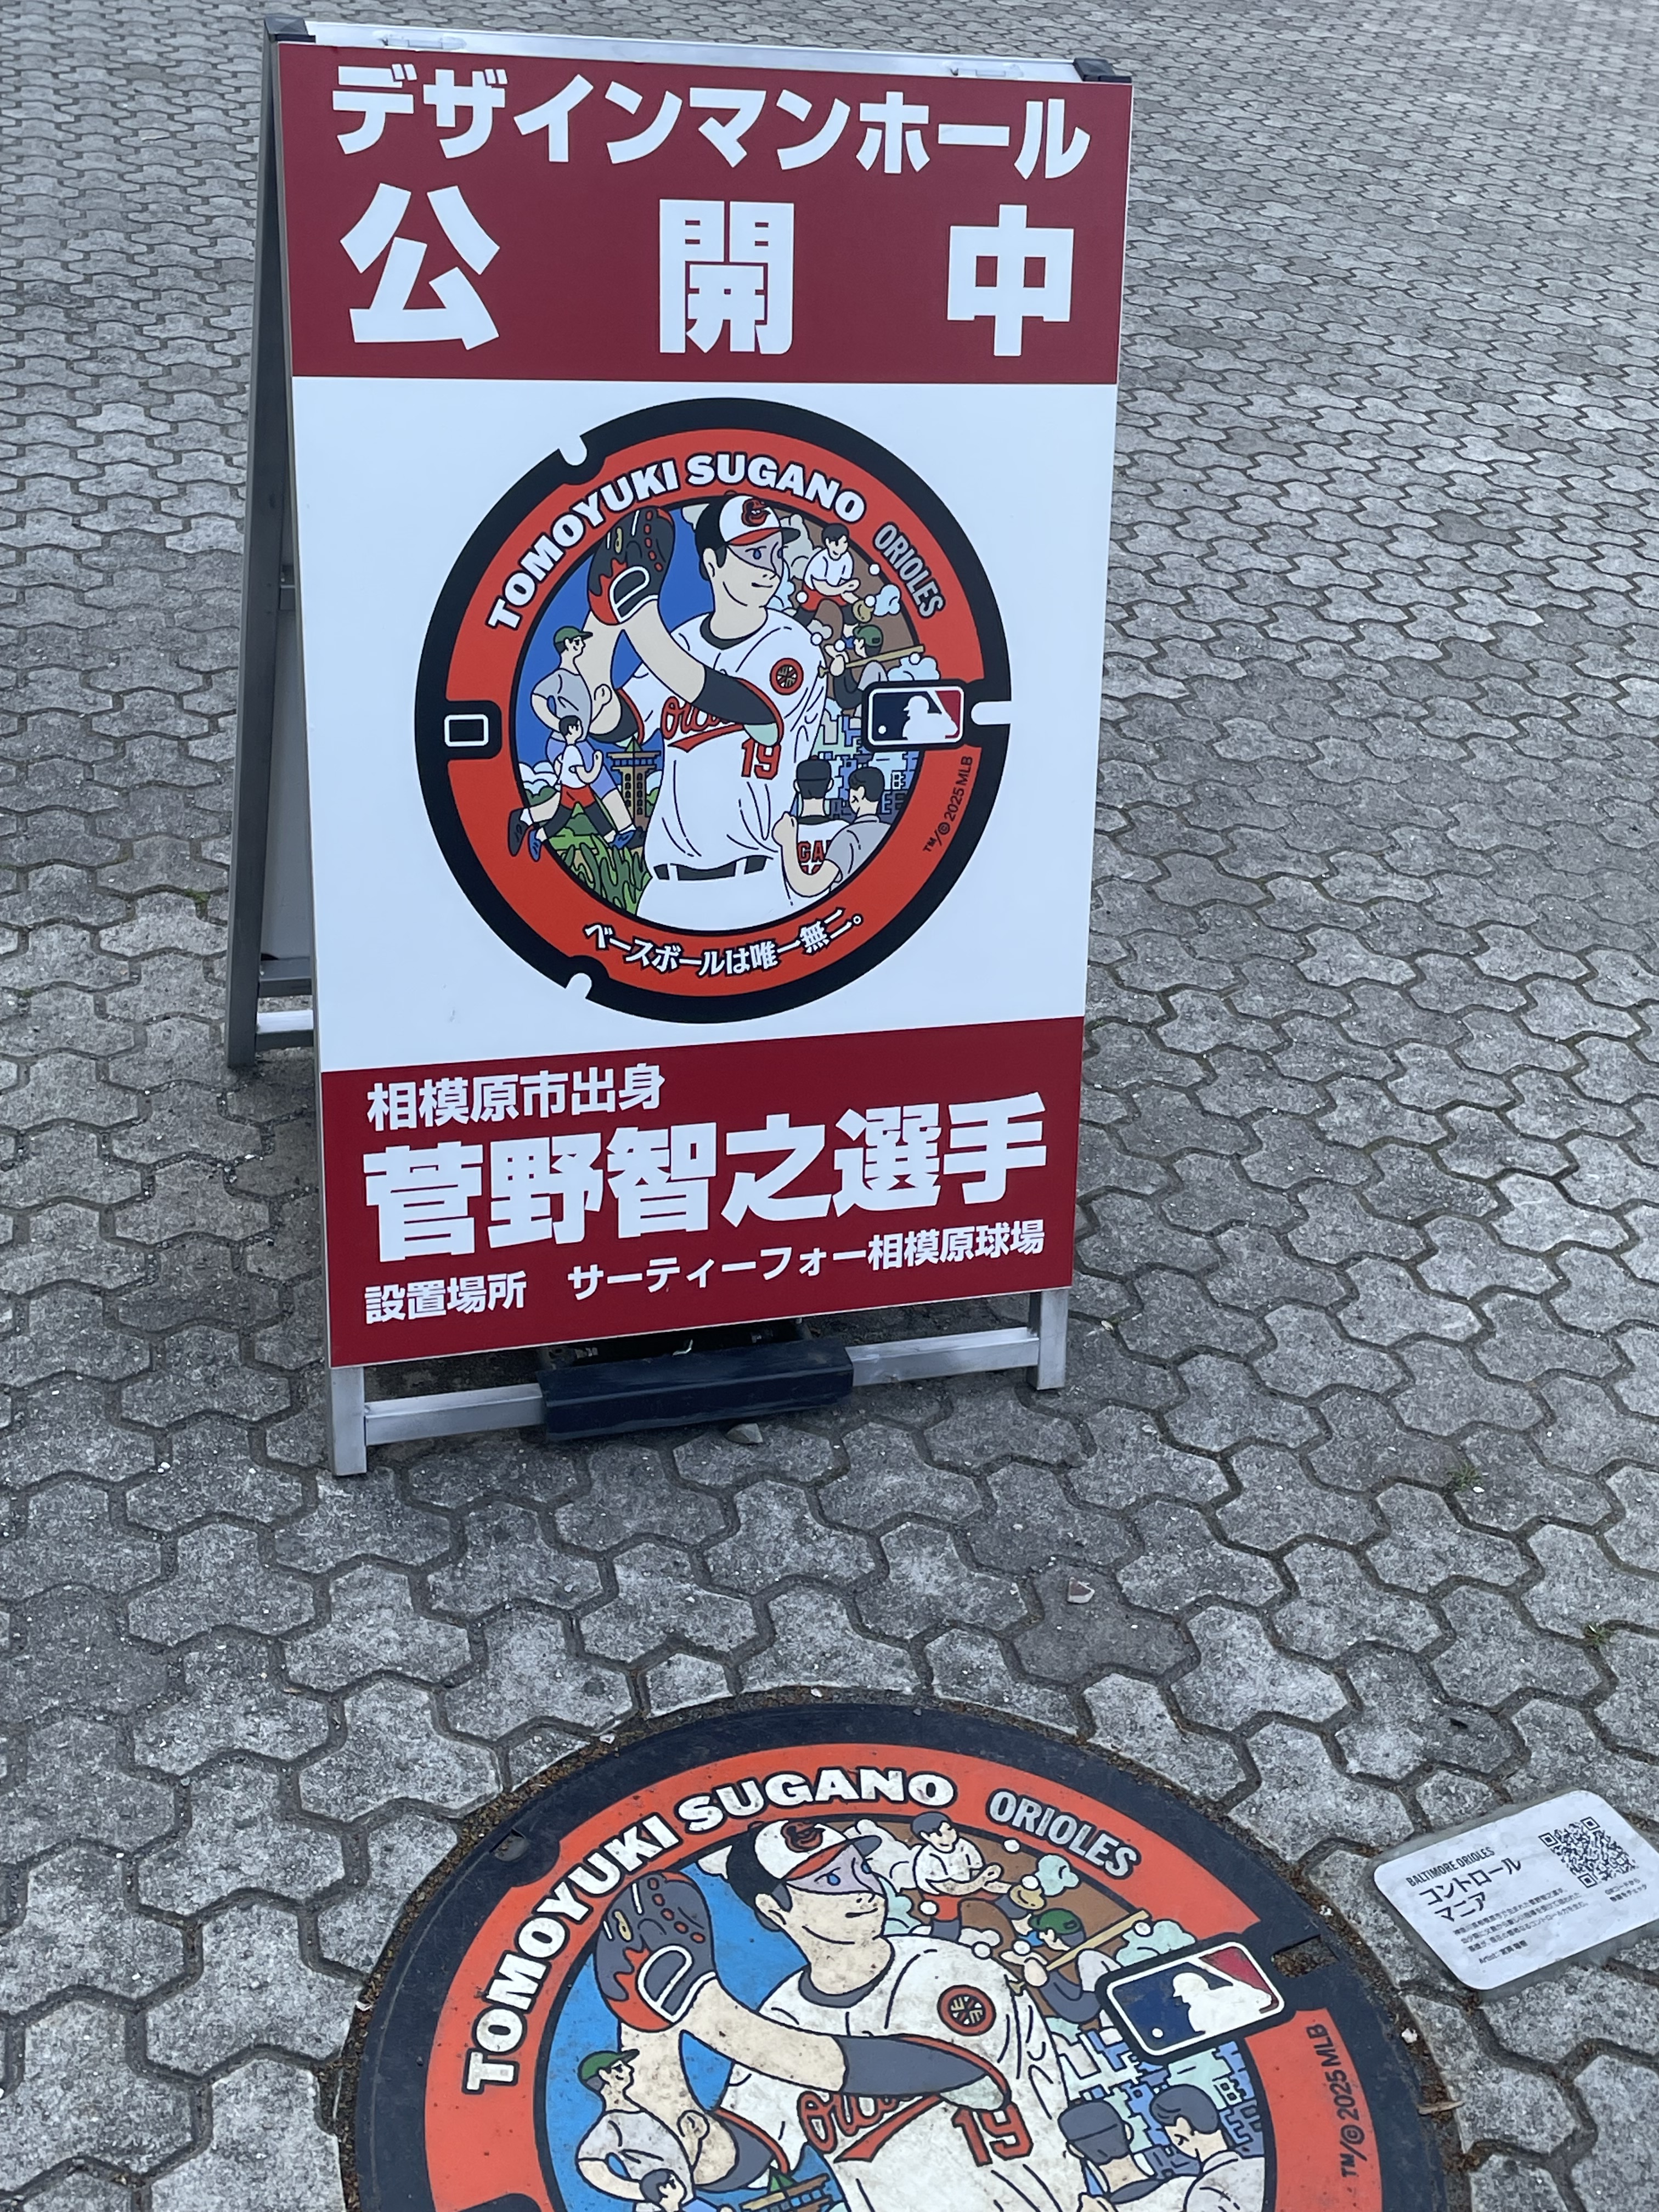 デザインマンホール
公開中
TOMOYUKI SUGANO
ORIOLES
Orio
19
GA
TM/© 2025 MLB
ベースボールは唯一無二。
相模原市出身
菅野智之選手
設置場所 サーティーフォー相模原球場
TOMOYUKI SUGANO
ORIOLES
Orio
19
TM/© 2025 MLB
BALTIMORE ORIOLES
コントロール
マニア